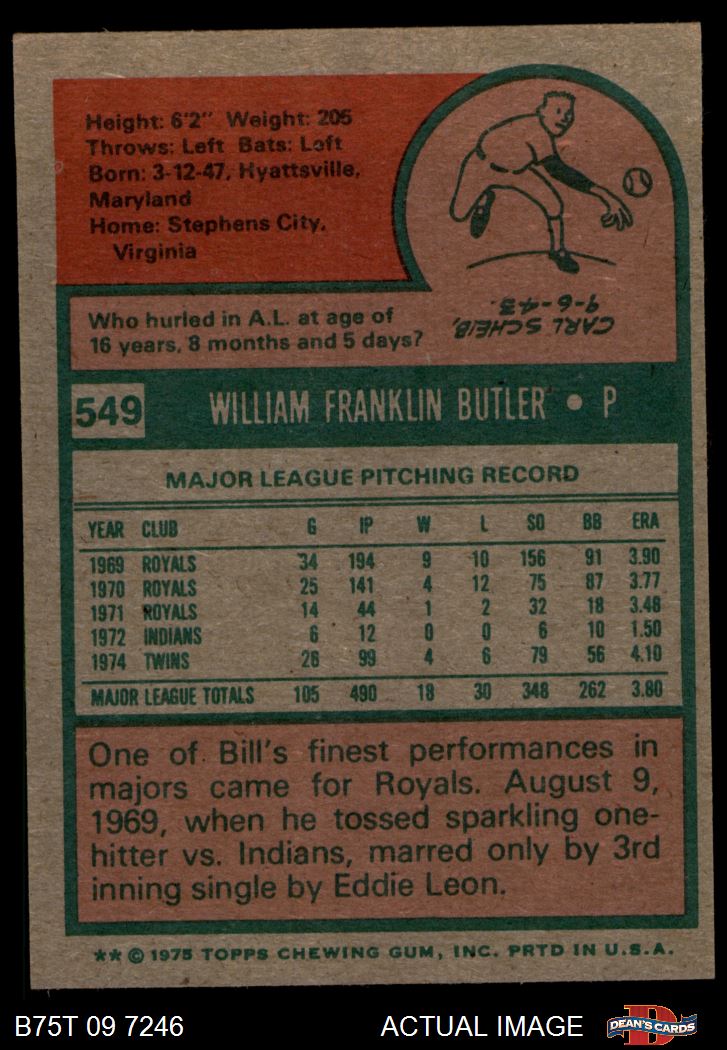 Height: 6'2" Weight: 205
Throws: Left Bats: Left
Born: 3-12-47, Hyattsville,
Maryland
Home: Stephens City,
Virginia
Who hurled in A.L. at age of
16 years, 8 months and 5 days?
CARL SCHEIB,
9-6-43.
549 WILLIAM FRANKLIN BUTLER • P
MAJOR LEAGUE PITCHING RECORD
YEAR CLUB G IP W L SO BB ERA
1969 ROYALS 34 194 9 10 156 91 3.90
1970 ROYALS 25 141 4 12 75 87 3.77
1971 ROYALS 14 44 1 2 32 18 3.48
1972 INDIANS 6 12 0 0 6 10 1.50
1974 TWINS 26 99 4 6 79 56 4.10
MAJOR LEAGUE TOTALS 105 490 18 30 348 262 3.80
One of Bill's finest performances in
majors came for Royals. August 9,
1969, when he tossed sparkling one-
hitter vs. Indians, marred only by 3rd
inning single by Eddie Leon.
** © 1975 TOPPS CHEWING GUM, INC. PRTD IN U.S.A.
B75T 09 7246 ACTUAL IMAGE D DEAN'S CARDS